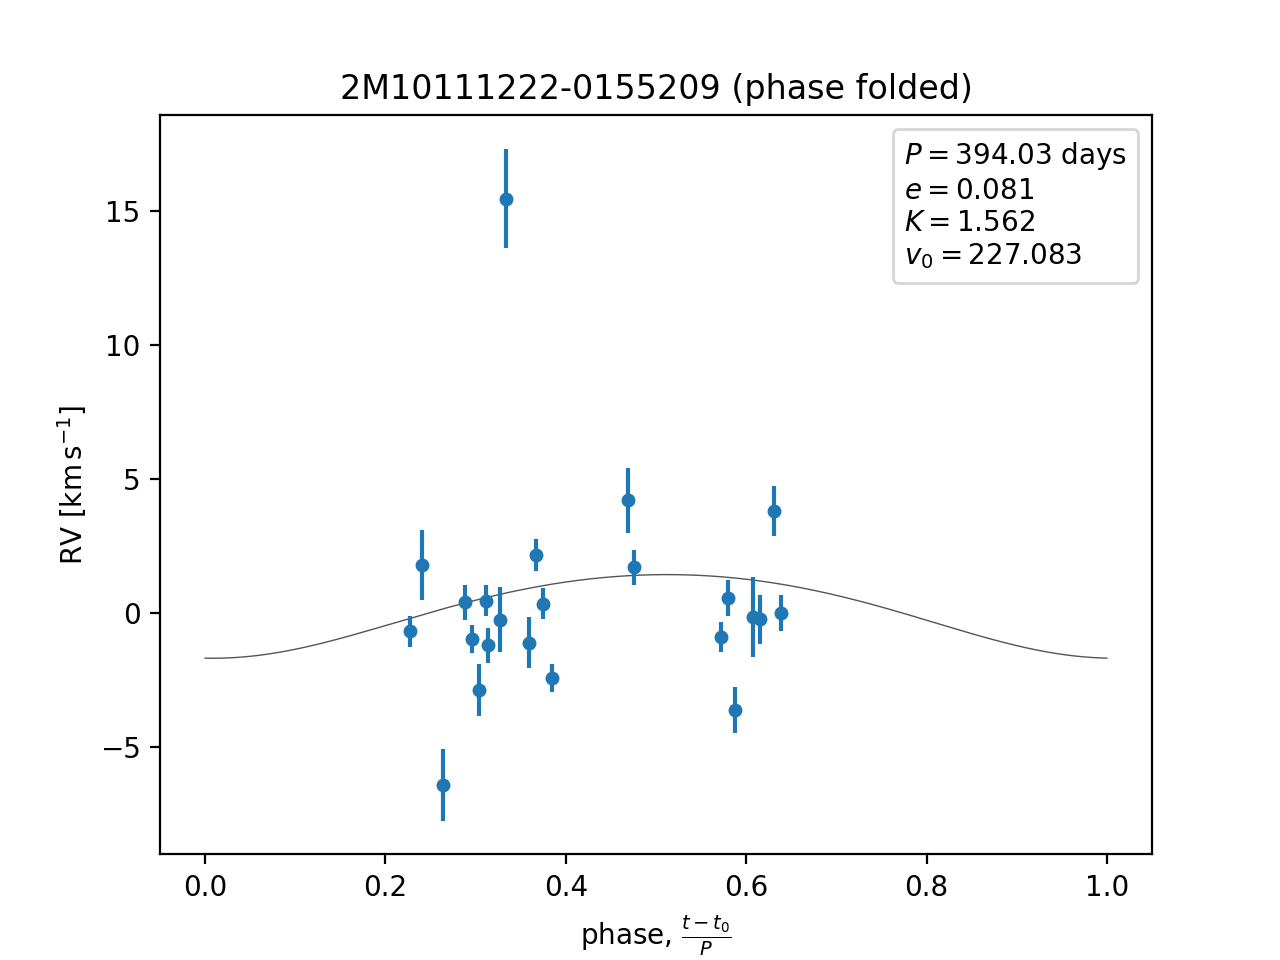 2M10111222-0155209 (phase folded)
P = 394.03 days
e = 0.081
K = 1.562
v₀ = 227.083
15
10
5
0
−5
RV [km s⁻¹]
0.0 0.2 0.4 0.6 0.8 1.0
phase, (t − t₀)/P